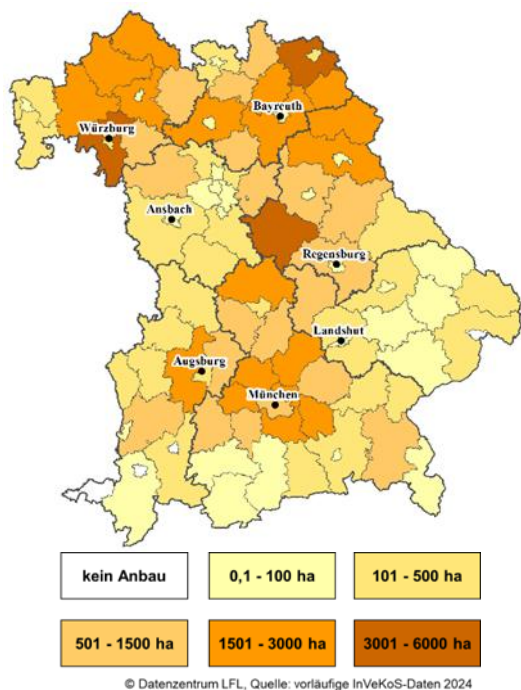 Bayreuth
Würzburg
Ansbach
Regensburg
Landshut
Augsburg
München
kein Anbau
0,1 - 100 ha
101 - 500 ha
501 - 1500 ha
1501 - 3000 ha
3001 - 6000 ha
© Datenzentrum LFL, Quelle: vorläufige InVeKoS-Daten 2024